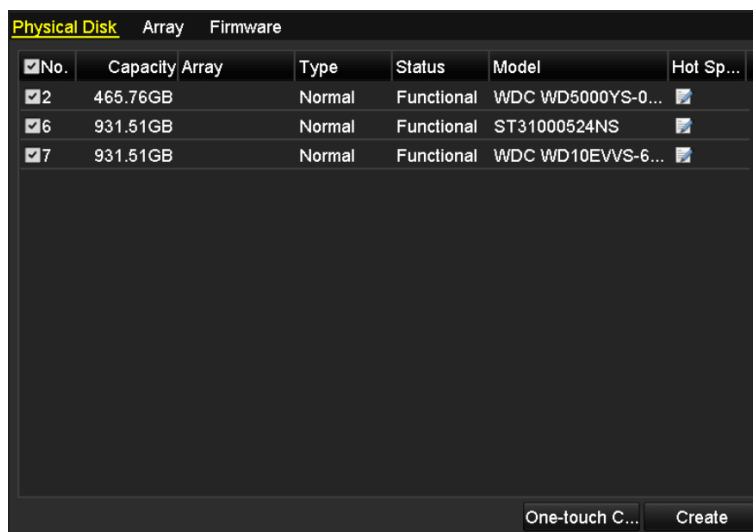 Physical Disk Array Firmware
No. Capacity Array Type Status Model Hot Sp...
2 465.76GB Normal Functional WDC WD5000YS-0...
6 931.51GB Normal Functional ST31000524NS
7 931.51GB Normal Functional WDC WD10EVVS-6...
One-touch C... Create